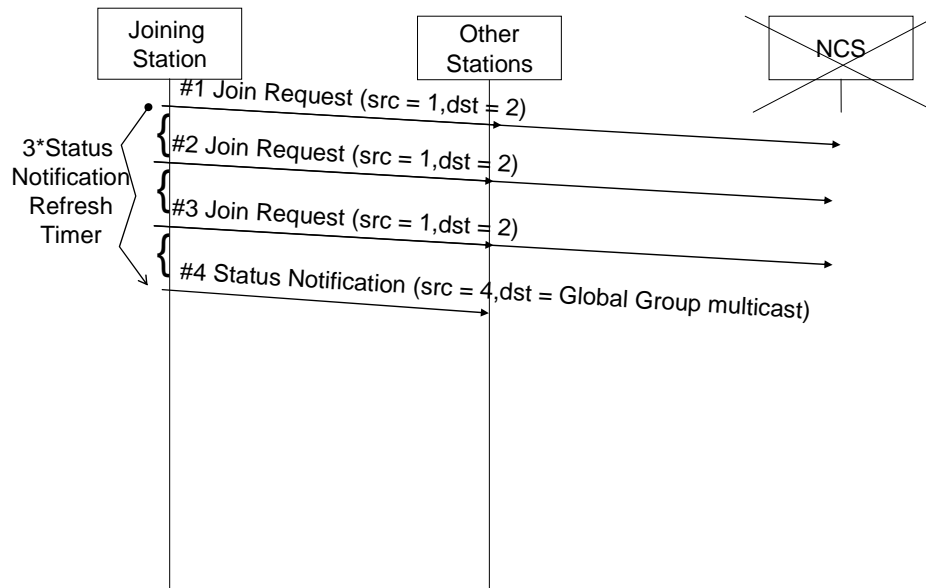 Joining
Station
Other
Stations
NCS
#1 Join Request (src = 1,dst = 2)
{
#2 Join Request (src = 1,dst = 2)
3*Status
Notification
Refresh
Timer
{
#3 Join Request (src = 1,dst = 2)
{
#4 Status Notification (src = 4,dst = Global Group multicast)